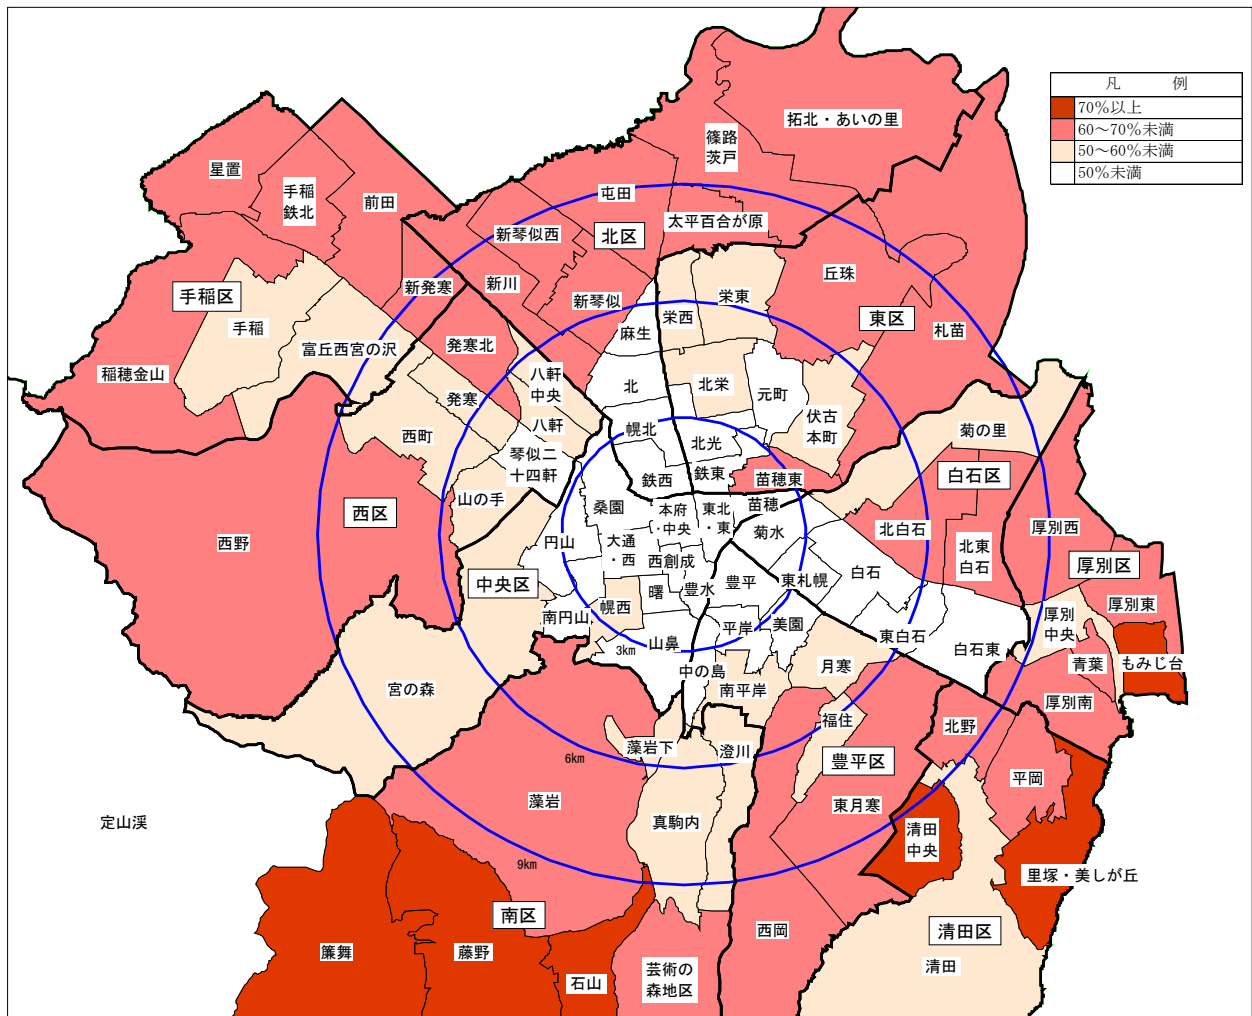 凡　例
70％以上
60～70％未満
50～60％未満
50％未満
拓北・あいの里
篠路
茨戸
星置
手稲
鉄北
前田
屯田
太平百合が原
新琴似西
北区
丘珠
新川
新発寒
手稲区
栄東
新琴似
栄西
東区
手稲
麻生
札苗
富丘西宮の沢
発寒北
稲穂金山
八軒
中央
北
北栄
元町
発寒
伏古
本町
八軒
幌北
菊の里
西町
北光
琴似二
十四軒
鉄西
鉄東
苗穂東
白石区
山の手
桑園
本府
・中央
東北
・東
苗穂
西区
厚別西
北白石
菊水
西野
円山
大通
・西
北東
白石
西創成
厚別区
中央区
豊平
東札幌
白石
曙
豊水
幌西
厚別東
南円山
厚別
中央
平岸
美園
東白石
山鼻
3km
白石東
もみじ台
中の島
月寒
青葉
宮の森
南平岸
厚別南
福住
北野
藻岩下
澄川
6km
豊平区
平岡
藻岩
東月寒
定山渓
真駒内
清田
中央
9km
里塚・美しが丘
南区
清田区
西岡
簾舞
藤野
清田
芸術の
森地区
石山